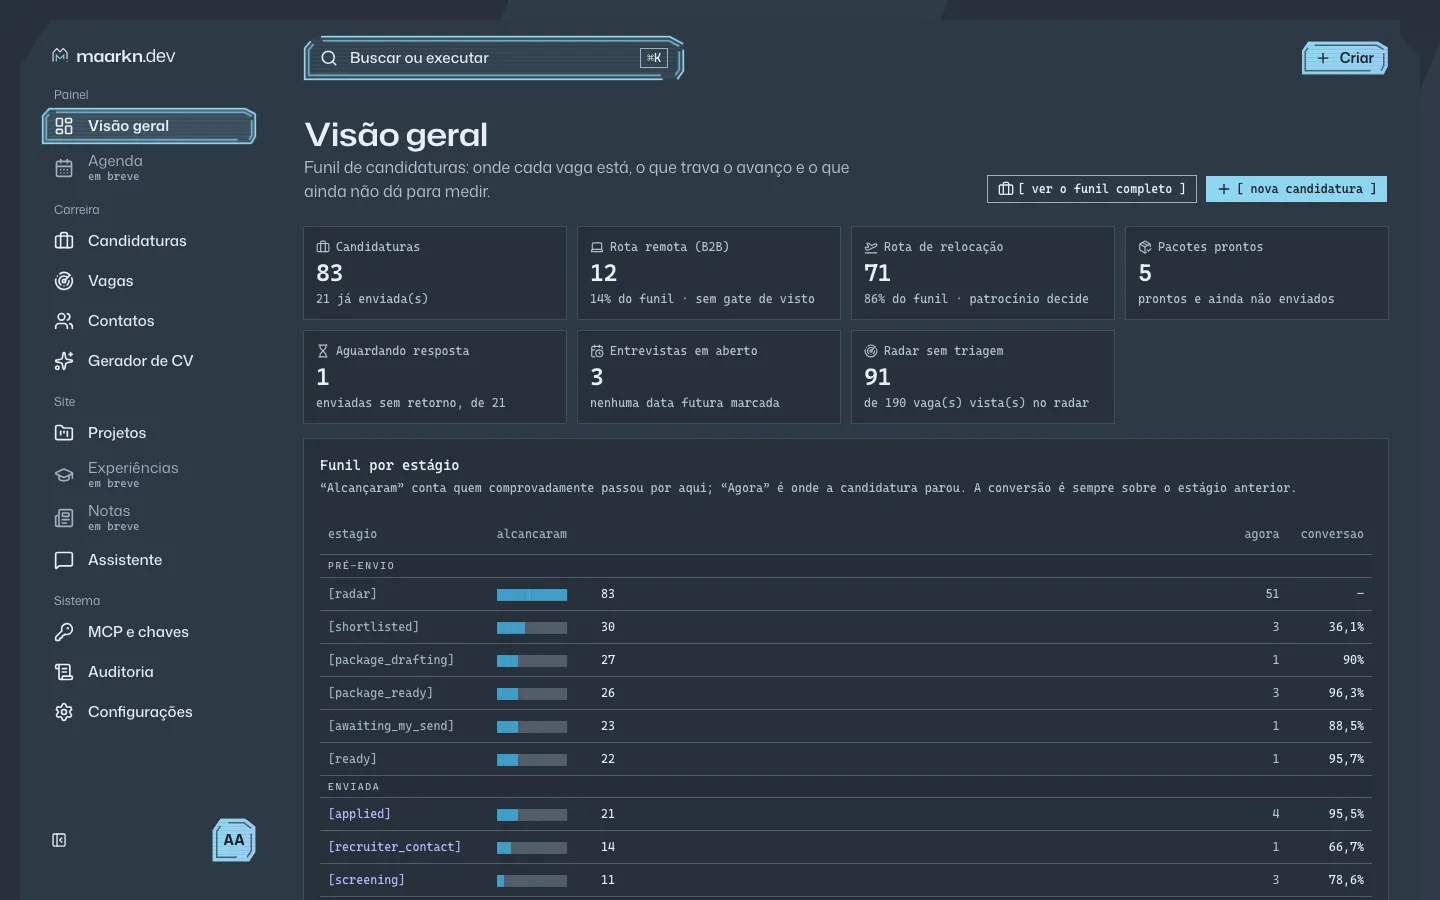 maarkn.dev
Buscar ou executar
⌘K
+ Criar
Painel
Visão geral
Agenda
em breve
Carreira
Candidaturas
Vagas
Contatos
Gerador de CV
Site
Projetos
Experiências
em breve
Notas
em breve
Assistente
Sistema
MCP e chaves
Auditoria
Configurações
AA
Visão geral
Funil de candidaturas: onde cada vaga está, o que trava o avanço e o que
ainda não dá para medir.
[ ver o funil completo ]
+ [ nova candidatura ]
Candidaturas
83
21 já enviada(s)
Rota remota (B2B)
12
14% do funil · sem gate de visto
Rota de relocação
71
86% do funil · patrocínio decide
Pacotes prontos
5
prontos e ainda não enviados
Aguardando resposta
1
enviadas sem retorno, de 21
Entrevistas em aberto
3
nenhuma data futura marcada
Radar sem triagem
91
de 190 vaga(s) vista(s) no radar
Funil por estágio
“Alcançaram” conta quem comprovadamente passou por aqui; “Agora” é onde a candidatura parou. A conversão é sempre sobre o estágio anterior.
estagio alcancaram agora conversao
PRÉ-ENVIO
[radar] 83 51 —
[shortlisted] 30 3 36,1%
[package_drafting] 27 1 90%
[package_ready] 26 3 96,3%
[awaiting_my_send] 23 1 88,5%
[ready] 22 1 95,7%
ENVIADA
[applied] 21 4 95,5%
[recruiter_contact] 14 1 66,7%
[screening] 11 3 78,6%